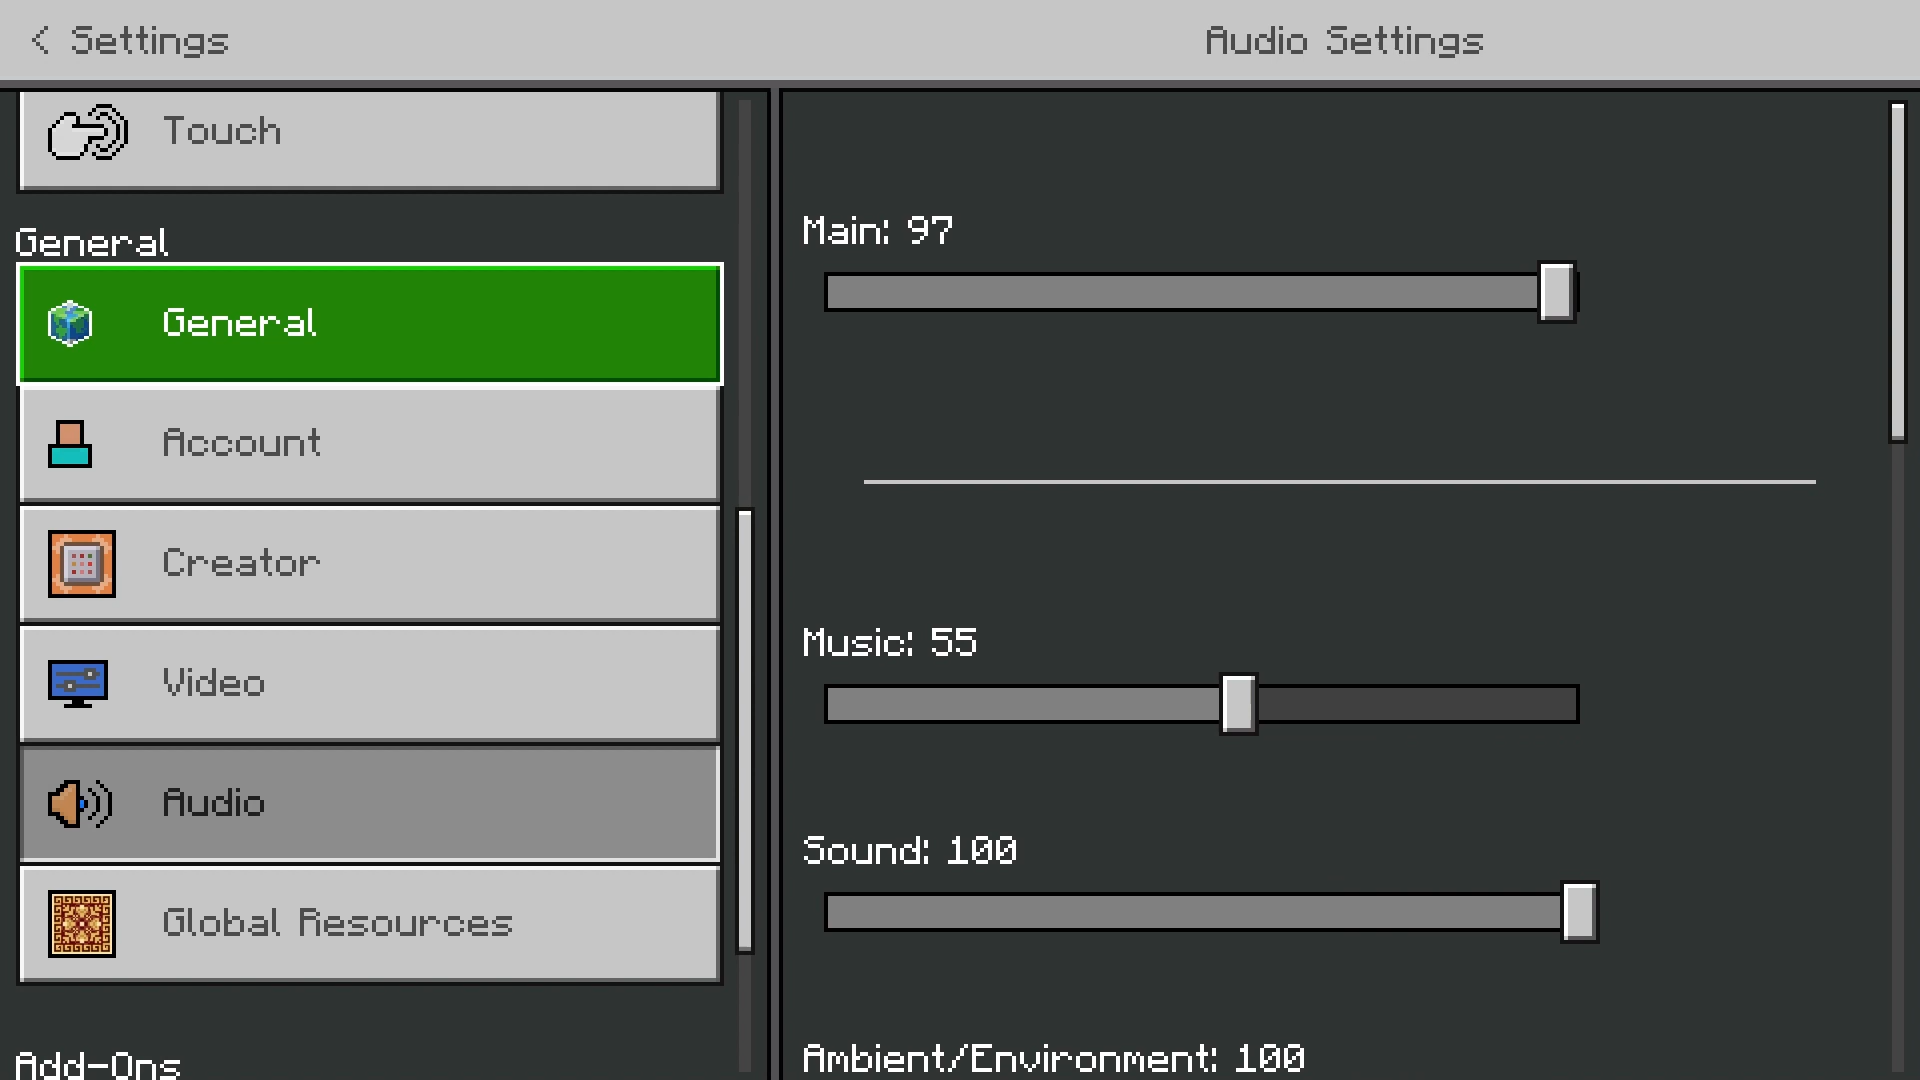 Settings
Audio Settings
Touch
General
General
Account
Creator
Video
Audio
Global Resources
Add-Ons
Main: 97
Music: 55
Sound: 100
Ambient/Environment: 100